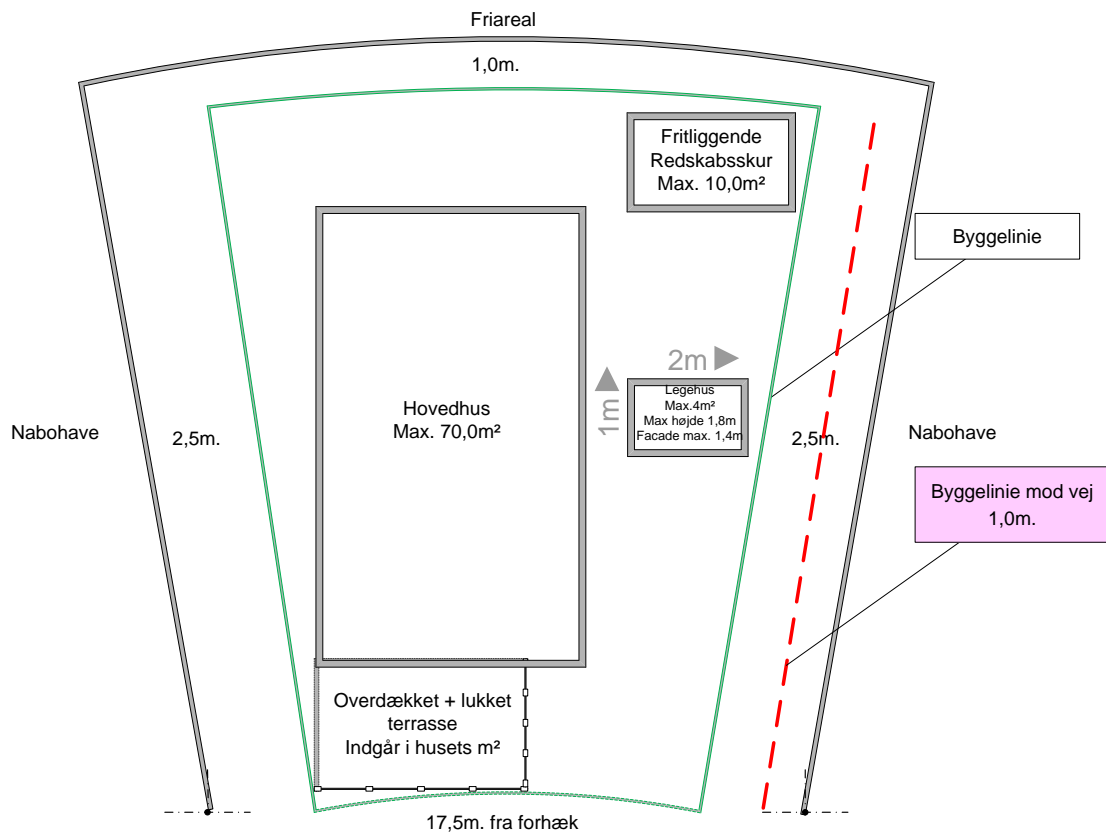 Friareal
1,0m.
Fritliggende
Redskabsskur
Max. 10,0m²
Byggelinie
2m
1m
Legehus
Max.4m²
Max højde 1,8m
Facade max. 1,4m
Hovedhus
Max. 70,0m²
Nabohave
2,5m.
2,5m.
Nabohave
Byggelinie mod vej
1,0m.
Overdækket + lukket
terrasse
Indgår i husets m²
17,5m. fra forhæk